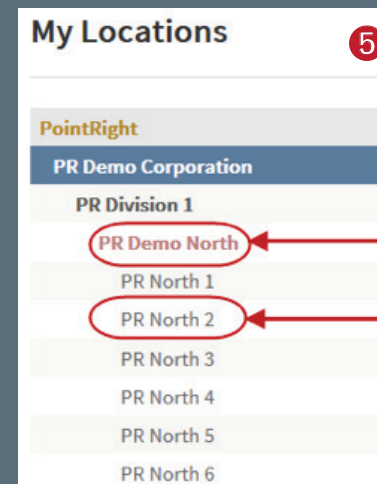 My Locations
5
PointRight
PR Demo Corporation
PR Division 1
PR Demo North
PR North 1
PR North 2
PR North 3
PR North 4
PR North 5
PR North 6